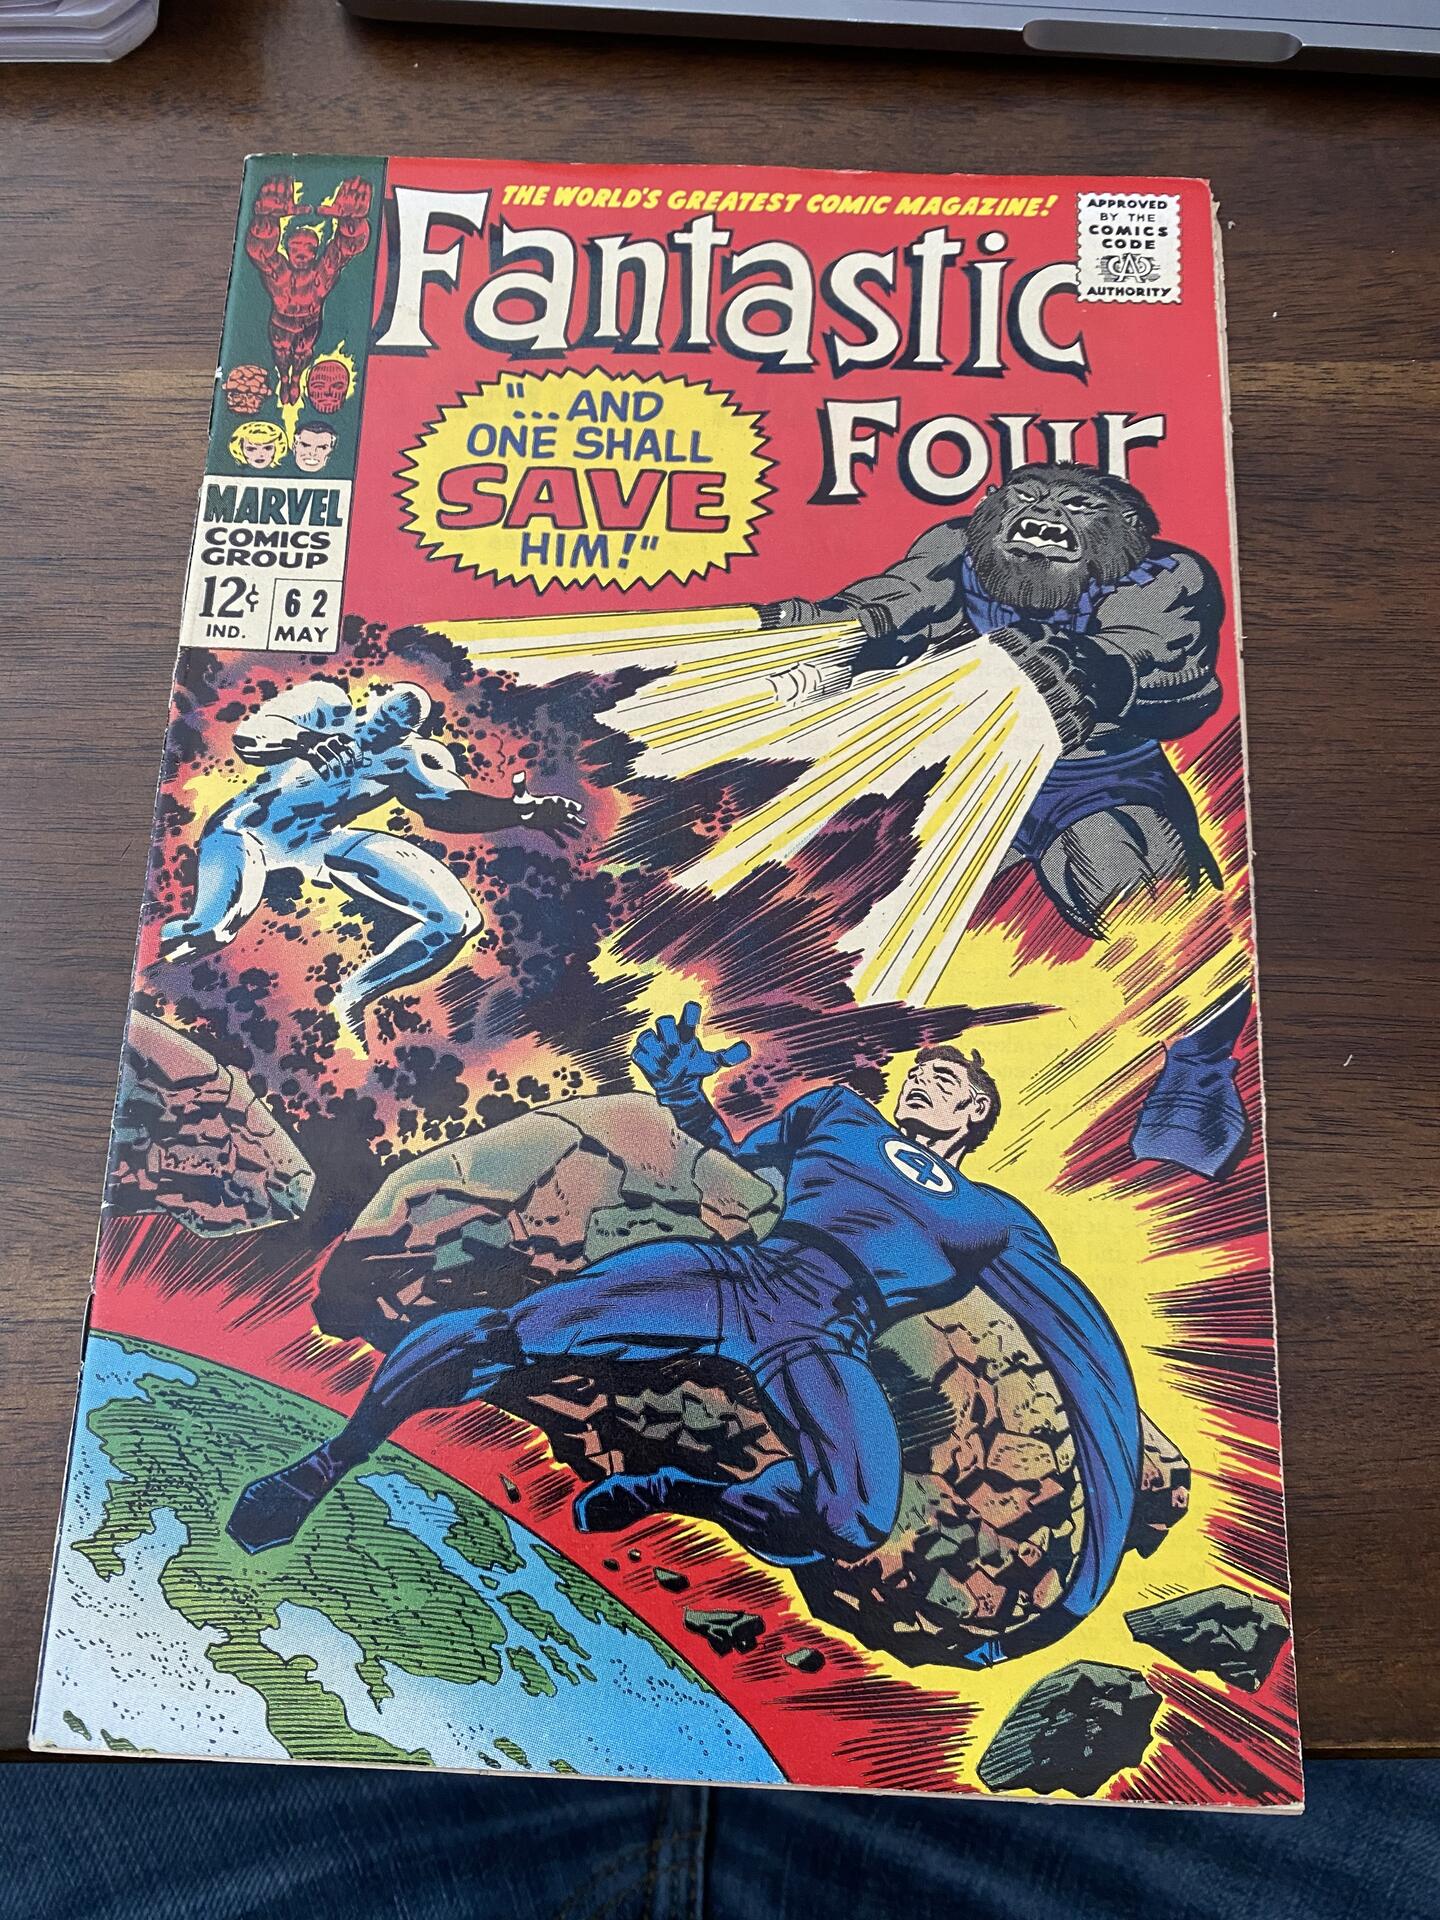 THE WORLD'S GREATEST COMIC MAGAZINE!
Fantastic
Four
APPROVED
BY THE
COMICS
CODE
CA
AUTHORITY
"...AND
ONE SHALL
SAVE
HIM!"
MARVEL
COMICS
GROUP
12¢ 62
IND. MAY
4